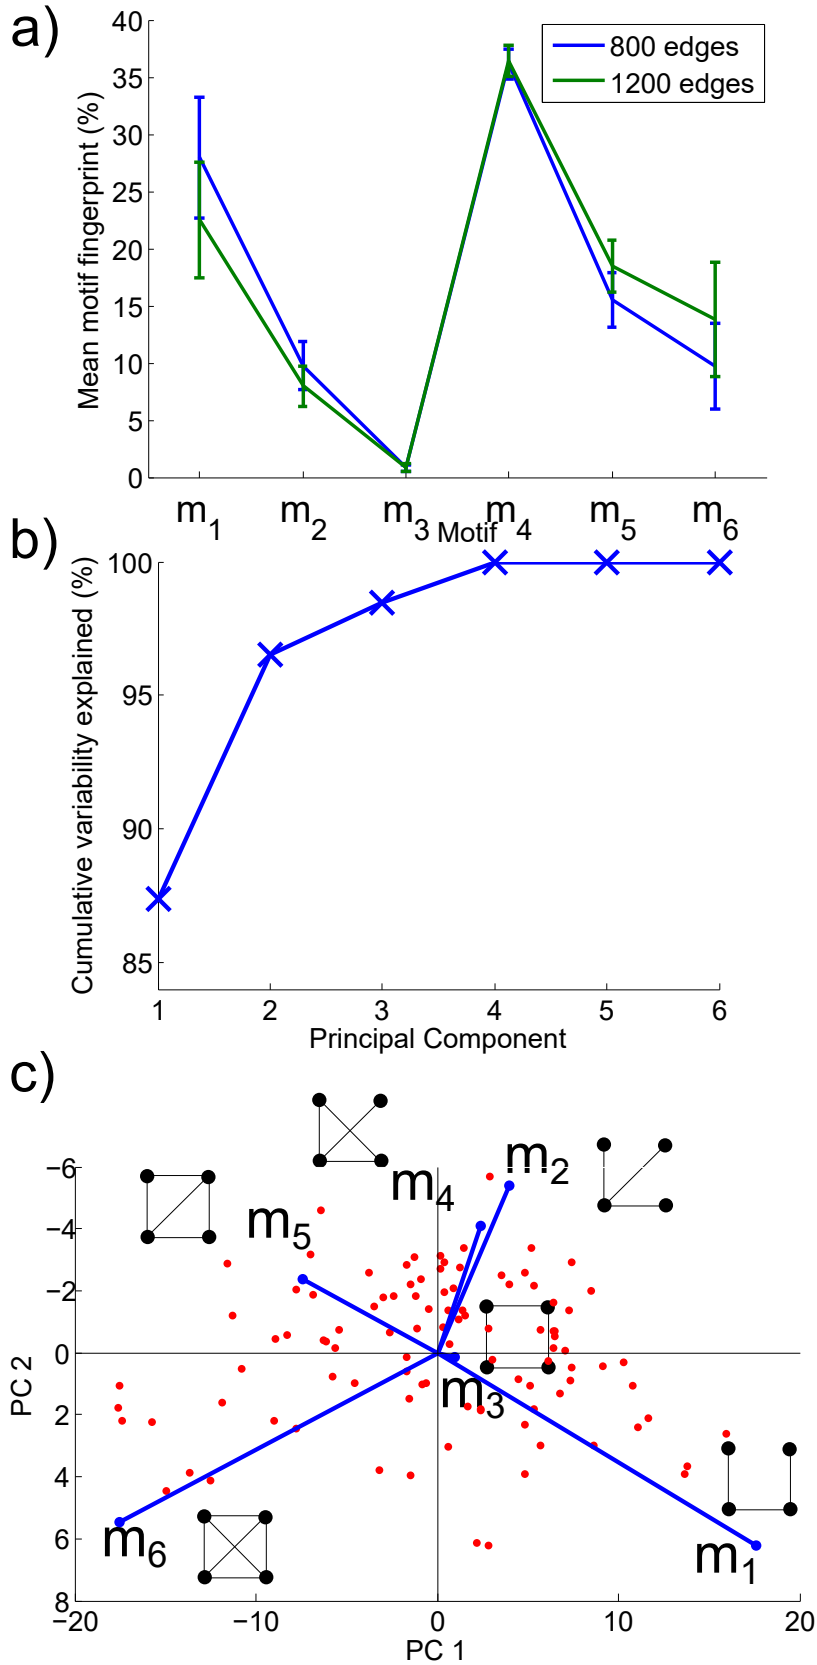 a)
40
35
30
25
20
15
10
5
0
Mean motif fingerprint (%)
800 edges
1200 edges
m1 m2 m3 m4 m5 m6
Motif
b)
100
95
90
85
Cumulative variability explained (%)
1 2 3 4 5 6
Principal Component
c)
−6
−4
−2
0
2
4
6
8
PC 2
m2
m4
m5
m3
m6
m1
−20 −10 0 10 20
PC 1